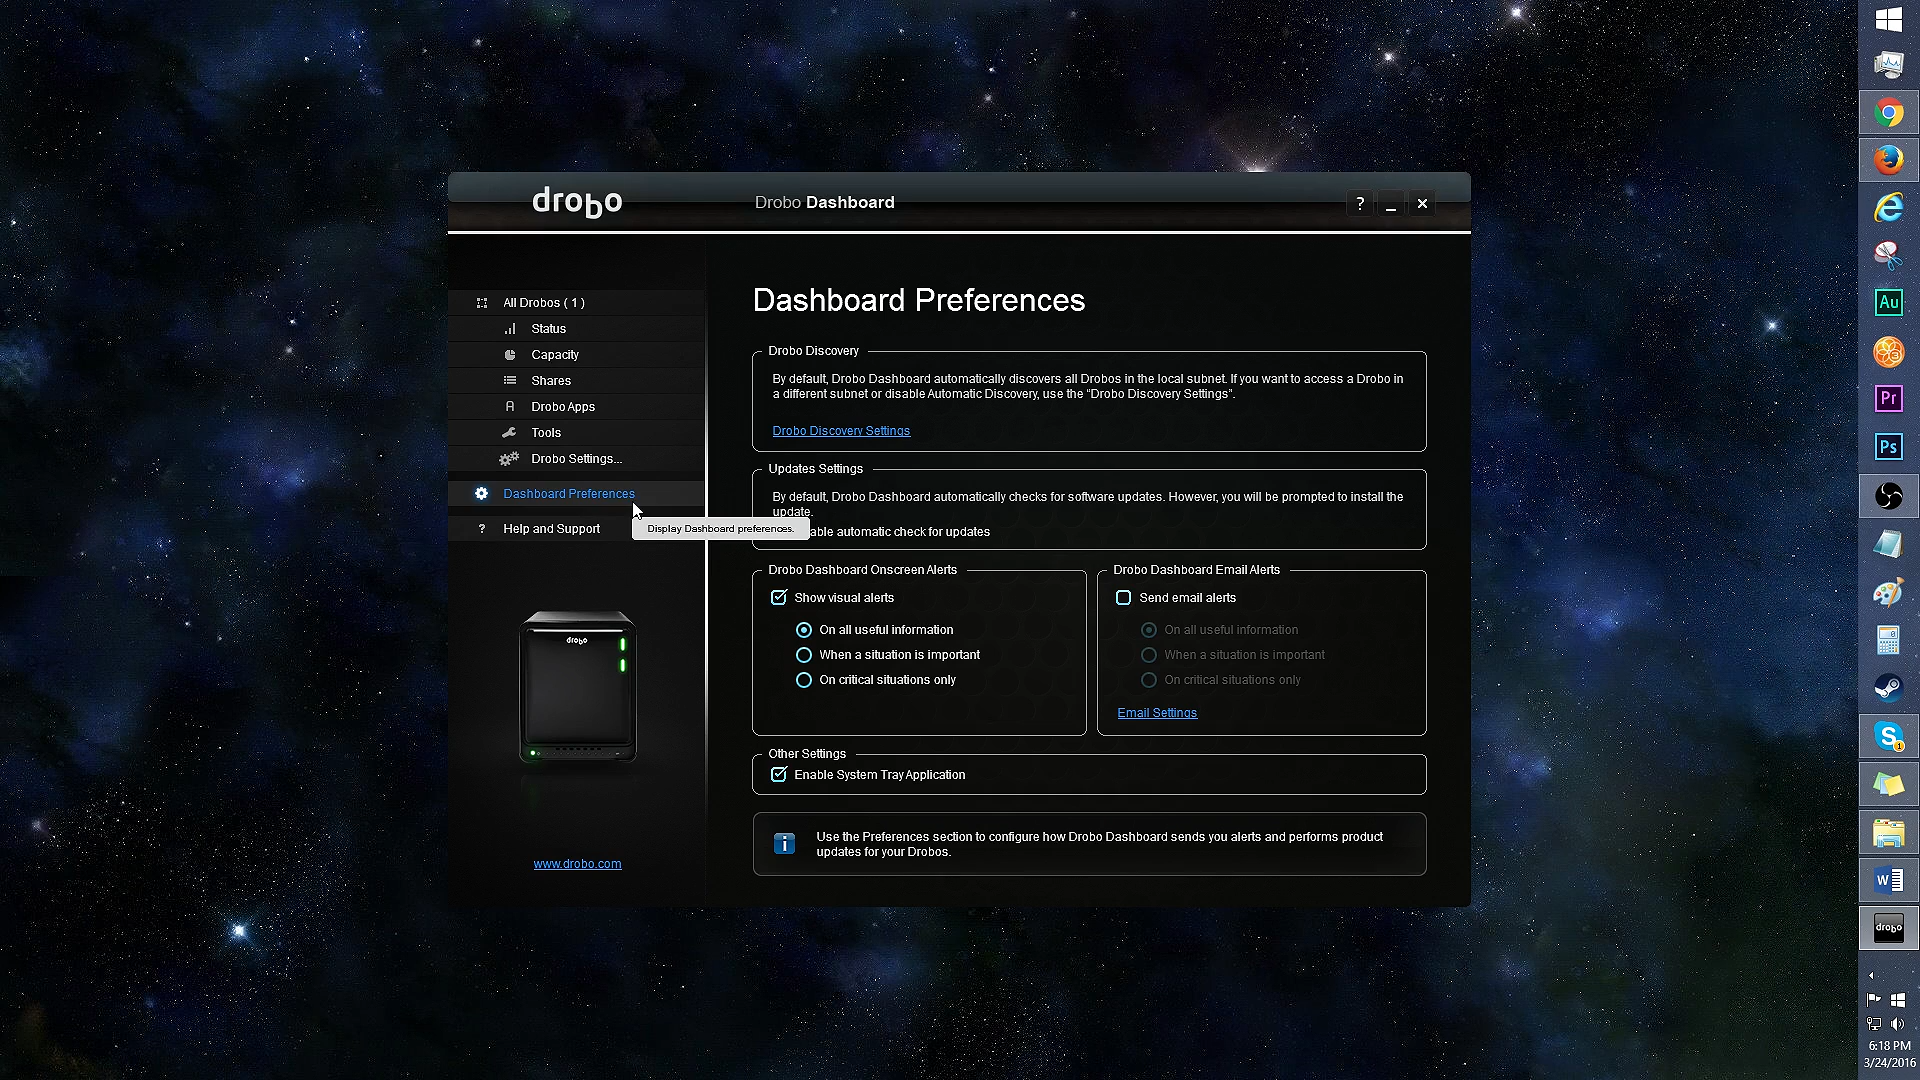 drobo
Drobo Dashboard
?
All Drobos ( 1 )
Status
Capacity
Shares
Drobo Apps
Tools
Drobo Settings...
Dashboard Preferences
? Help and Support
Display Dashboard preferences.
drobo
www.drobo.com
Dashboard Preferences
Drobo Discovery
By default, Drobo Dashboard automatically discovers all Drobos in the local subnet. If you want to access a Drobo in
a different subnet or disable Automatic Discovery, use the “Drobo Discovery Settings”.
Drobo Discovery Settings
Updates Settings
By default, Drobo Dashboard automatically checks for software updates. However, you will be prompted to install the
update.
able automatic check for updates
Drobo Dashboard Onscreen Alerts
Show visual alerts
On all useful information
When a situation is important
On critical situations only
Drobo Dashboard Email Alerts
Send email alerts
On all useful information
When a situation is important
On critical situations only
Email Settings
Other Settings
Enable System Tray Application
i
Use the Preferences section to configure how Drobo Dashboard sends you alerts and performs product
updates for your Drobos.
Au
3
Pr
Ps
S
1
W
drobo
6:18 PM
3/24/2016